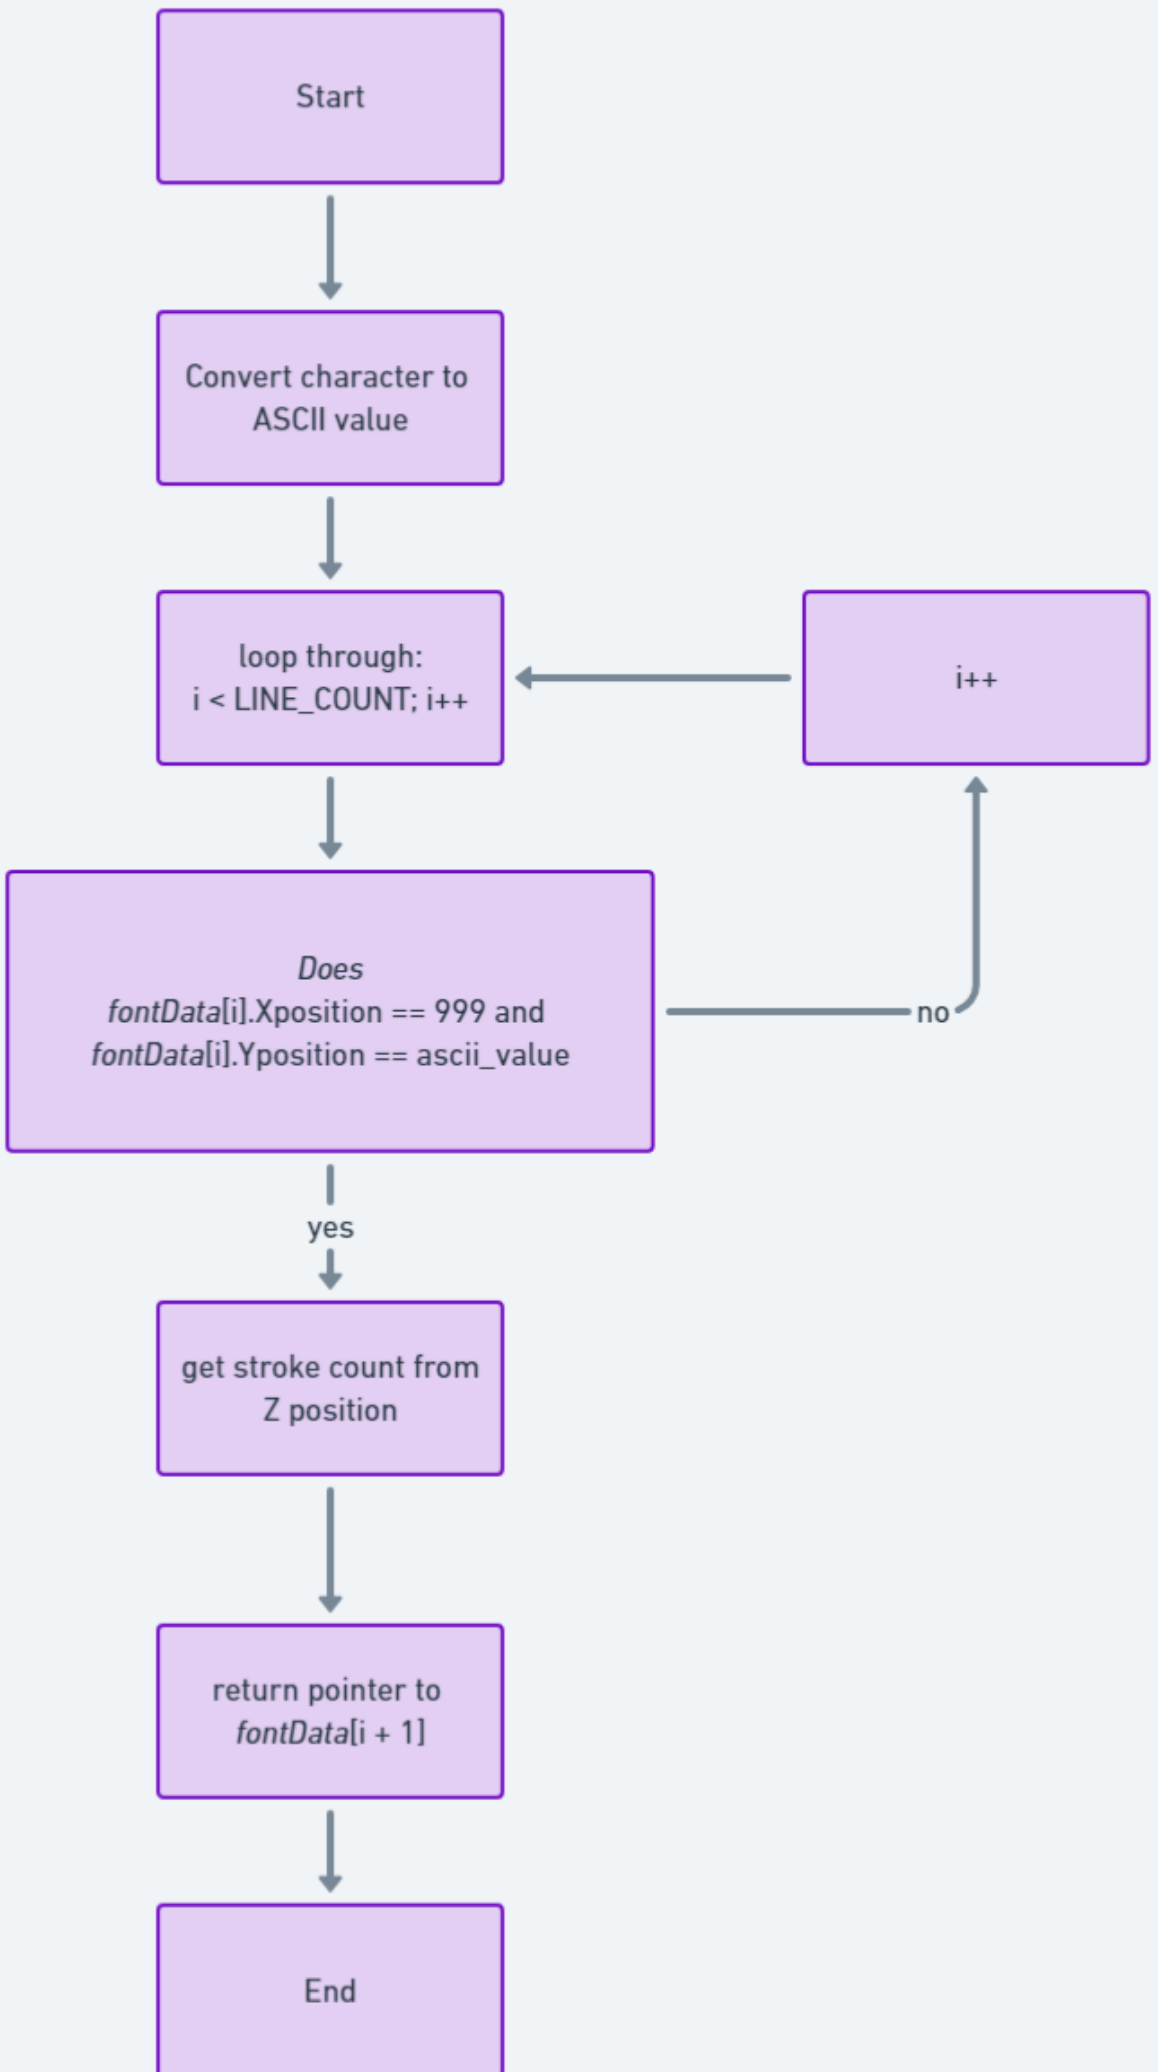 Start
Convert character to
ASCII value
loop through:
i < LINE_COUNT; i++
i++
Does
fontData[i].Xposition == 999 and
fontData[i].Yposition == ascii_value
no
yes
get stroke count from
Z position
return pointer to
fontData[i + 1]
End